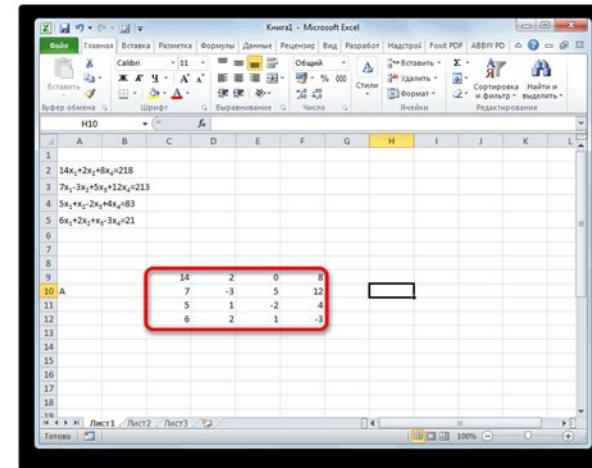 Книга1 - Microsoft Excel
Файл Главная Вставка Разметка Формулы Данные Рецензир Вид Разработ Надстрой Foxit PDF ABBYY PD
Calibri 11 Общий Вставить Σ
Вставить Ж К Ч % 000 Стили Удалить Сортировка и фильтр Найти и выделить
Формат
Буфер обмена Шрифт Выравнивание Число Ячейки Редактирование
H10 fx
A B C D E F G H I J K L
1
2 14x₁+2x₂+8x₄=218
3 7x₁-3x₂+5x₃+12x₄=213
4 5x₁+x₂-2x₃+4x₄=83
5 6x₁+2x₂+x₃-3x₄=21
6
7
8
9 14 2 0 8
10 A 7 -3 5 12
11 5 1 -2 4
12 6 2 1 -3
13
14
15
16
17
18
19
Лист1 Лист2 Лист3
Готово 100%